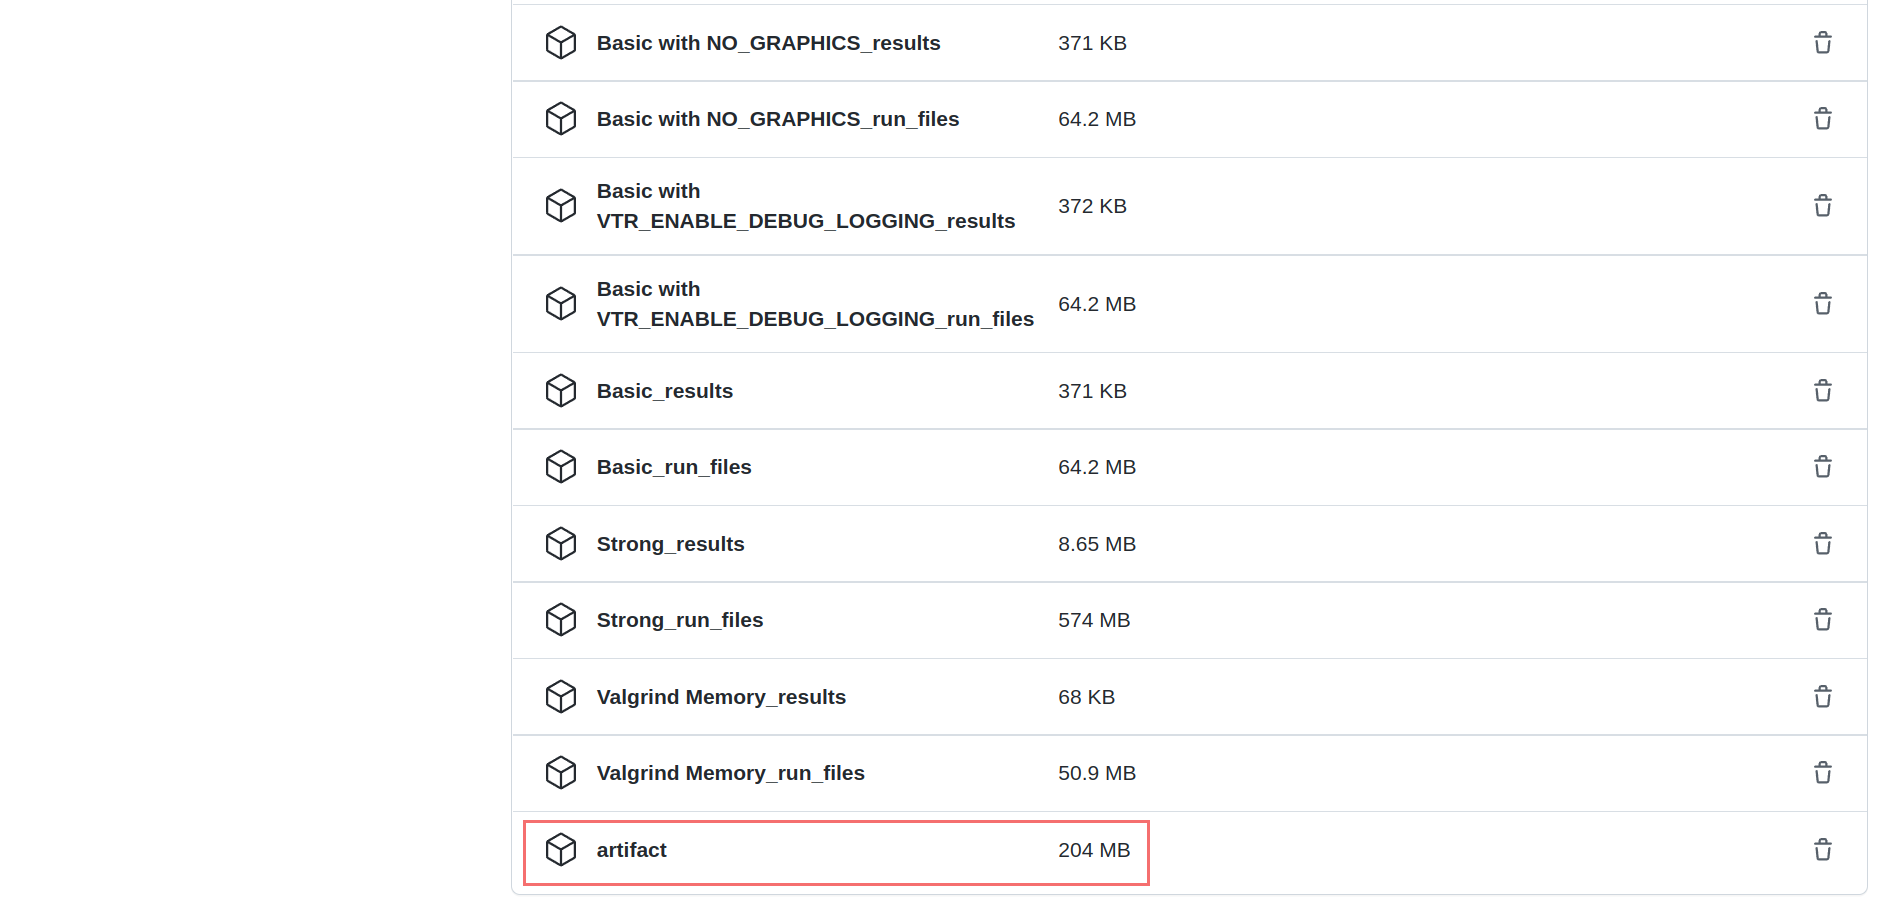 Basic with NO_GRAPHICS_results 371 KB
Basic with NO_GRAPHICS_run_files 64.2 MB
Basic with
VTR_ENABLE_DEBUG_LOGGING_results 372 KB
Basic with
VTR_ENABLE_DEBUG_LOGGING_run_files 64.2 MB
Basic_results 371 KB
Basic_run_files 64.2 MB
Strong_results 8.65 MB
Strong_run_files 574 MB
Valgrind Memory_results 68 KB
Valgrind Memory_run_files 50.9 MB
artifact 204 MB